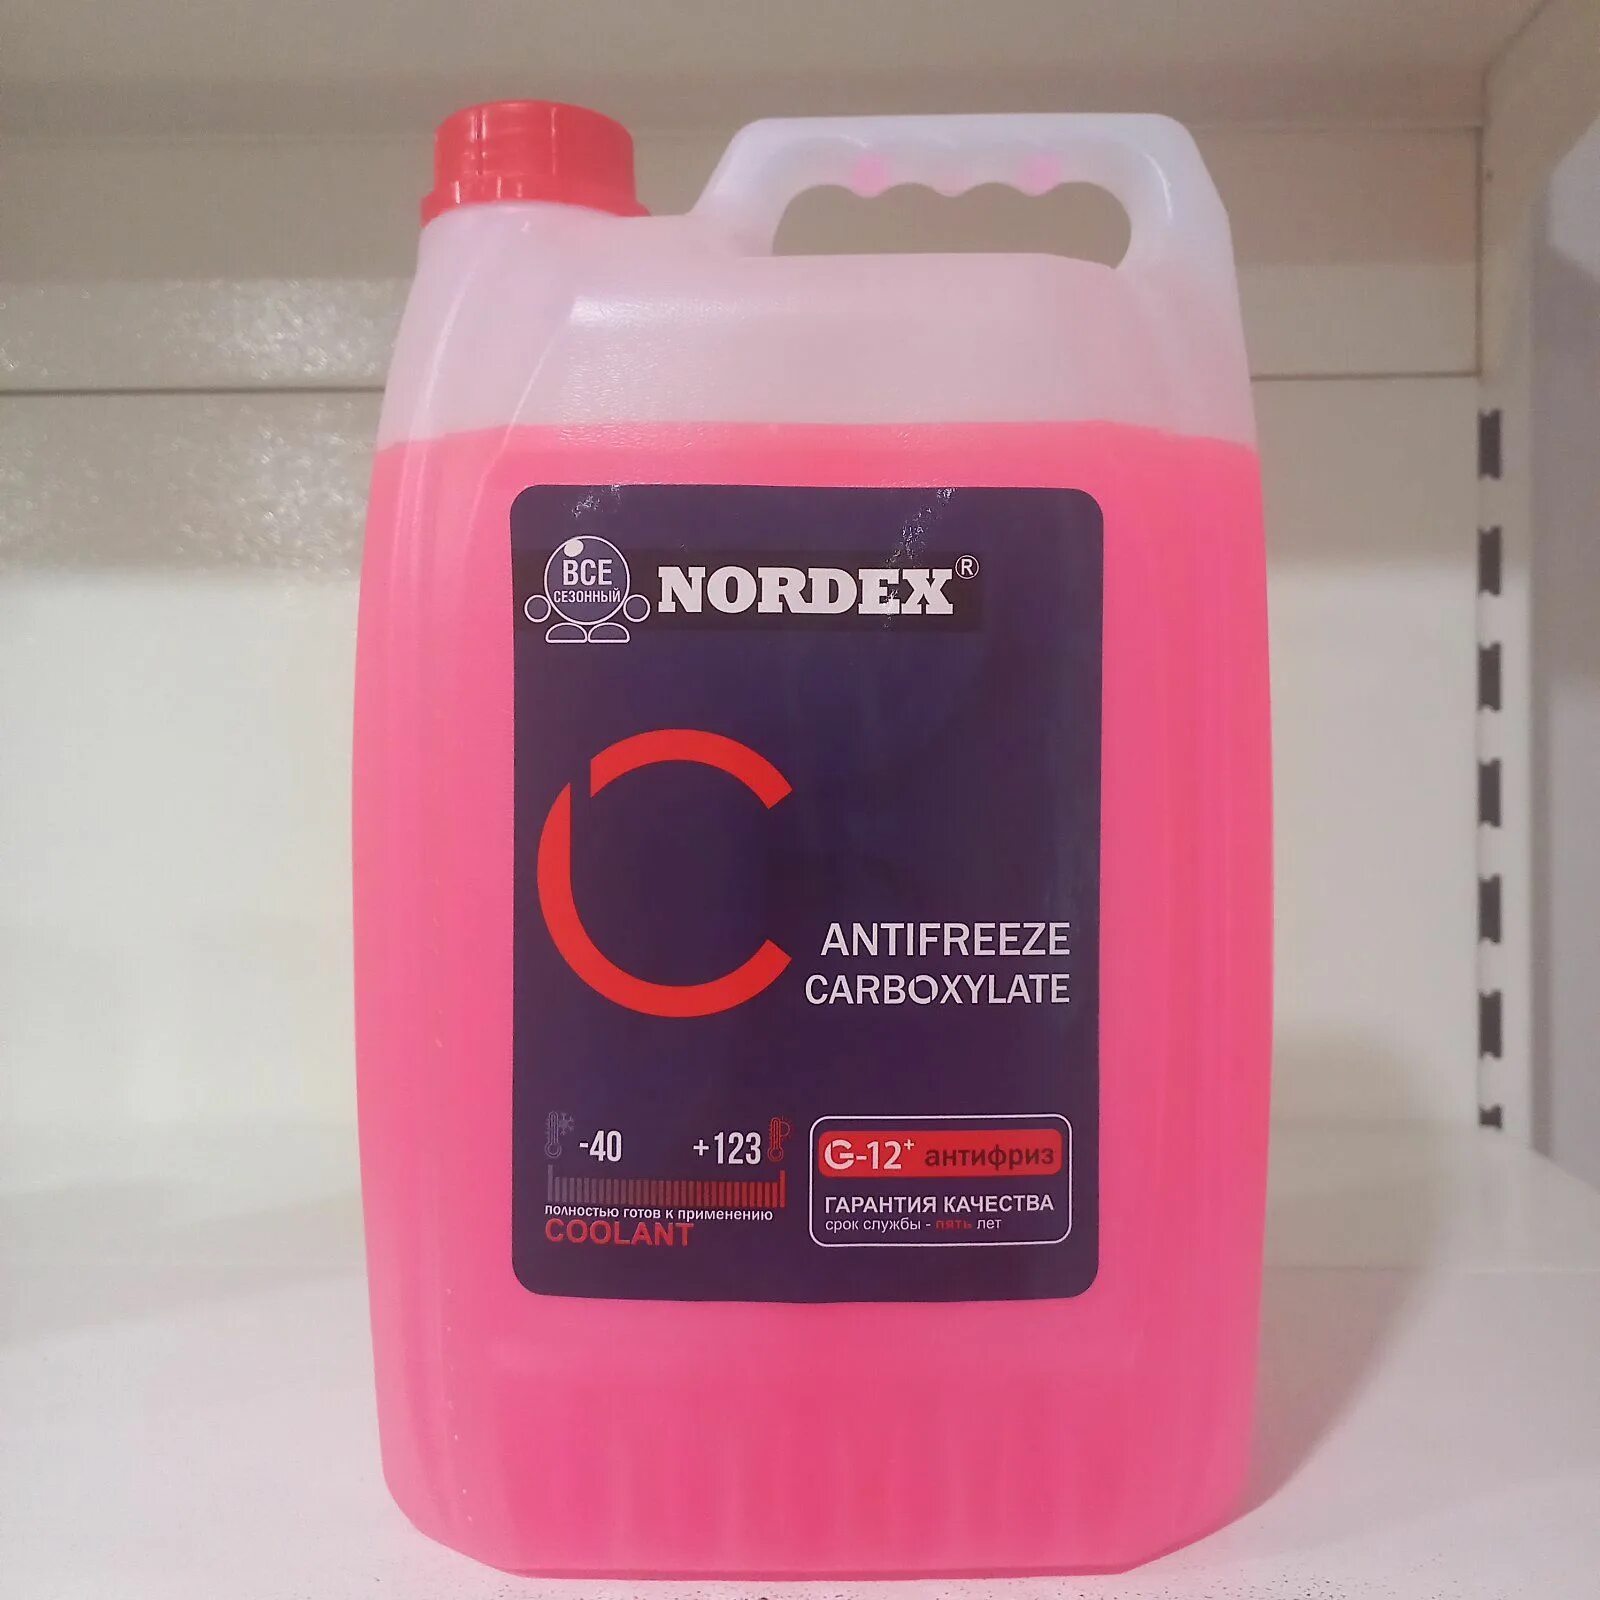 ВСЕ
СЕЗОННЫЙ
NORDEX®
ANTIFREEZE
CARBOXYLATE
-40 +123
полностью готов к применению
COOLANT
G-12+ антифриз
ГАРАНТИЯ КАЧЕСТВА
срок службы - пять лет